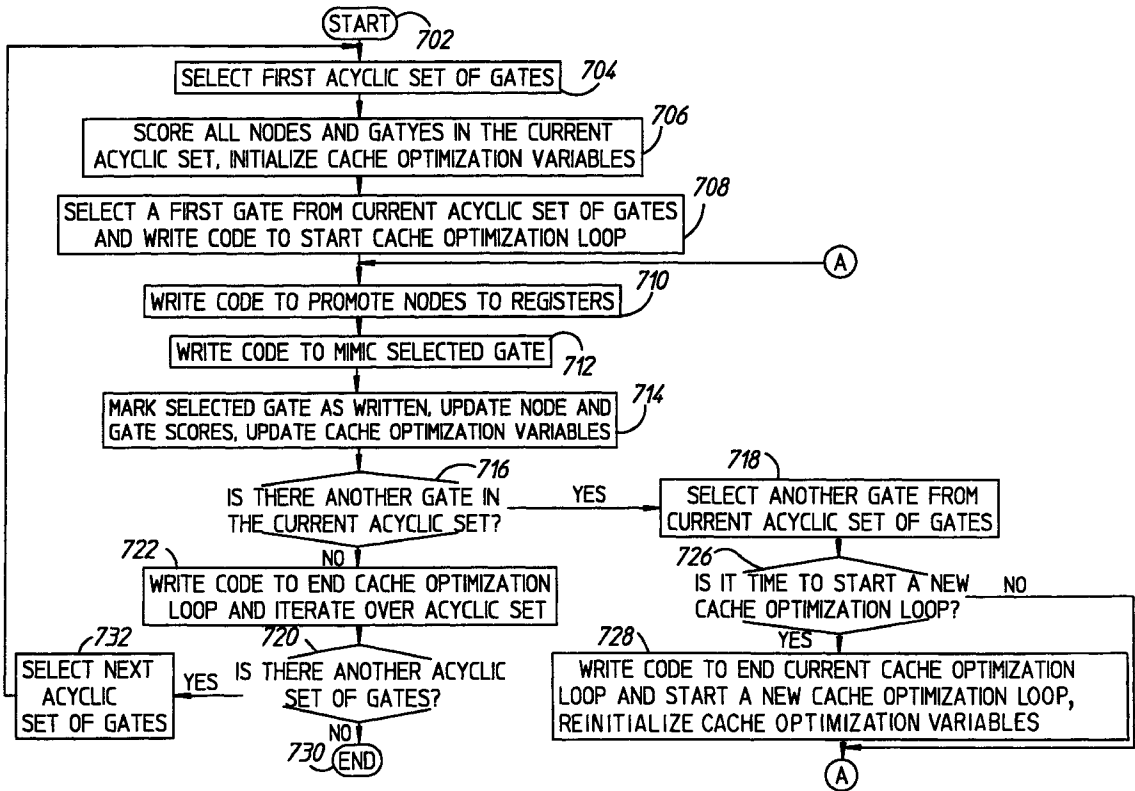 START
702
SELECT FIRST ACYCLIC SET OF GATES
704
SCORE ALL NODES AND GATYES IN THE CURRENT
ACYCLIC SET, INITIALIZE CACHE OPTIMIZATION VARIABLES
706
SELECT A FIRST GATE FROM CURRENT ACYCLIC SET OF GATES
AND WRITE CODE TO START CACHE OPTIMIZATION LOOP
708
A
WRITE CODE TO PROMOTE NODES TO REGISTERS
710
WRITE CODE TO MIMIC SELECTED GATE
712
MARK SELECTED GATE AS WRITTEN, UPDATE NODE AND
GATE SCORES, UPDATE CACHE OPTIMIZATION VARIABLES
714
716
IS THERE ANOTHER GATE IN
THE CURRENT ACYCLIC SET?
YES
718
SELECT ANOTHER GATE FROM
CURRENT ACYCLIC SET OF GATES
NO
722
WRITE CODE TO END CACHE OPTIMIZATION
LOOP AND ITERATE OVER ACYCLIC SET
726
IS IT TIME TO START A NEW
CACHE OPTIMIZATION LOOP?
NO
YES
720
IS THERE ANOTHER ACYCLIC
SET OF GATES?
YES
732
SELECT NEXT
ACYCLIC
SET OF GATES
728
WRITE CODE TO END CURRENT CACHE OPTIMIZATION
LOOP AND START A NEW CACHE OPTIMIZATION LOOP,
REINITIALIZE CACHE OPTIMIZATION VARIABLES
NO
730
END
A